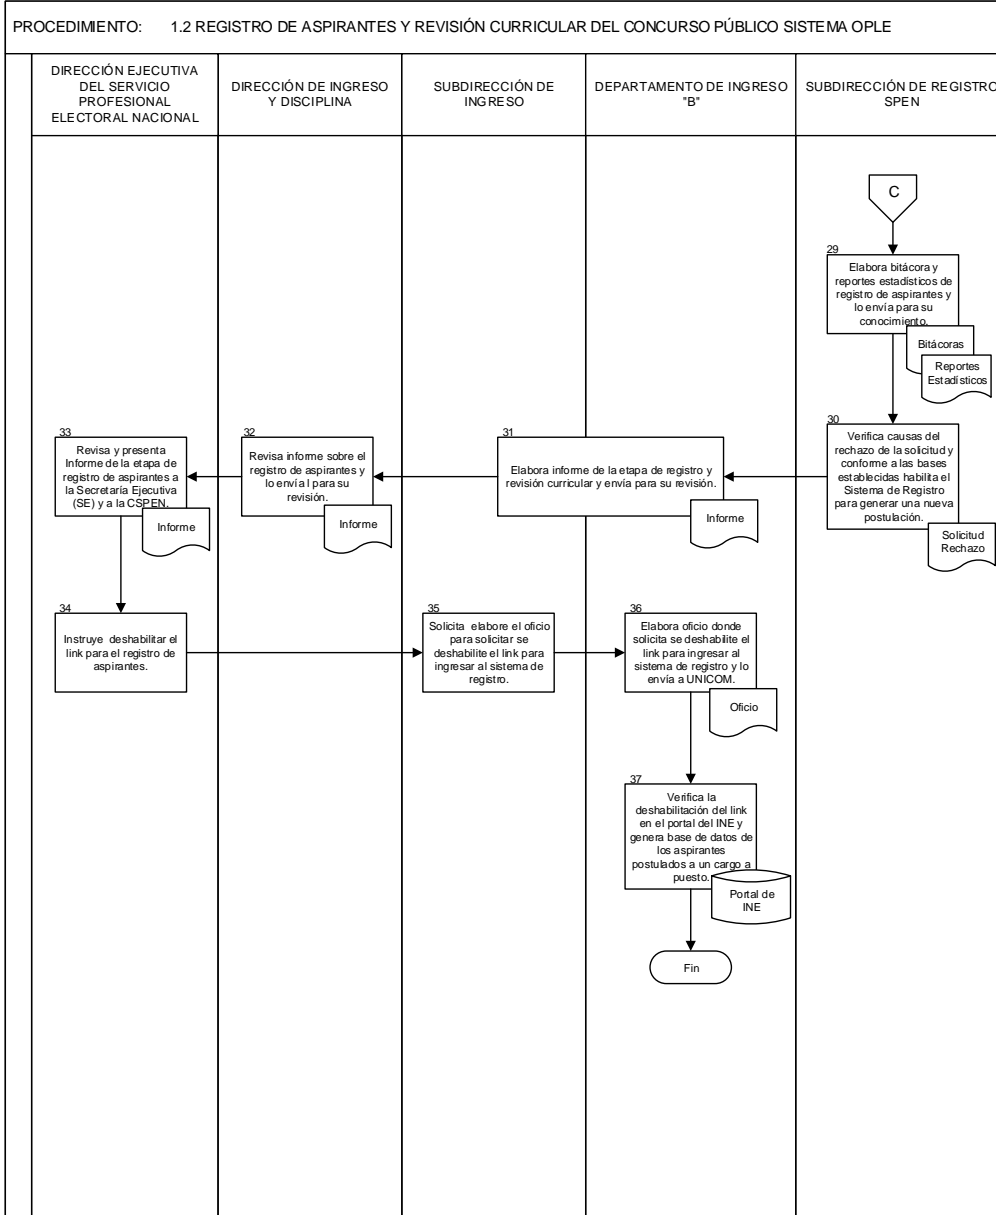 PROCEDIMIENTO: 1.2 REGISTRO DE ASPIRANTES Y REVISIÓN CURRICULAR DEL CONCURSO PÚBLICO SISTEMA OPLE
DIRECCIÓN EJECUTIVA
DEL SERVICIO
PROFESIONAL
ELECTORAL NACIONAL
DIRECCIÓN DE INGRESO
Y DISCIPLINA
SUBDIRECCIÓN DE
INGRESO
DEPARTAMENTO DE INGRESO
"B"
SUBDIRECCIÓN DE REGISTRO
SPEN
C
29
Elabora bitácora y
reportes estadísticos de
registro de aspirantes y
lo envía para su
conocimiento.
Bitácoras
Reportes
Estadísticos
30
Verifica causas del
rechazo de la solicitud y
conforme a las bases
establecidas habilita el
Sistema de Registro
para generar una nueva
postulación.
Solicitud
Rechazo
31
Elabora informe de la etapa de registro y
revisión curricular y envía para su revisión.
Informe
32
Revisa informe sobre el
registro de aspirantes y
lo envía l para su
revisión.
Informe
33
Revisa y presenta
Informe de la etapa de
registro de aspirantes a
la Secretaría Ejecutiva
(SE) y a la CSPEN.
Informe
34
Instruye deshabilitar el
link para el registro de
aspirantes.
35
Solicita elabore el oficio
para solicitar se
deshabilite el link para
ingresar al sistema de
registro.
36
Elabora oficio donde
solicita se deshabilite el
link para ingresar al
sistema de registro y lo
envía a UNICOM.
Oficio
37
Verifica la
deshabilitación del link
en el portal del INE y
genera base de datos de
los aspirantes
postulados a un cargo a
puesto.
Portal de
INE
Fin